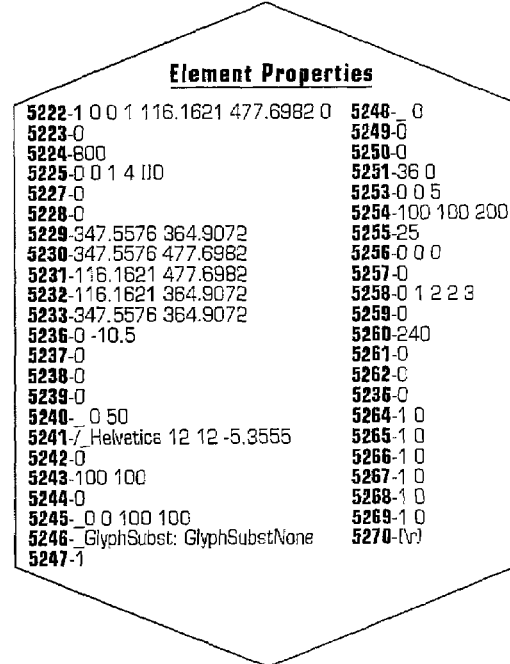 Element Properties
5222-1 0 0 1 116.1621 477.6982 0
5223-0
5224-800
5225-0 0 1 4 0 0
5227-0
5228-0
5229-347.5576 364.9072
5230-347.5576 477.6982
5231-116.1621 477.6982
5232-116.1621 364.9072
5233-347.5576 364.9072
5236-0 -10.5
5237-0
5238-0
5239-0
5240-_ 0 50
5241-/_Helvetica 12 12 -5.3555
5242-0
5243-100 100
5244-0
5245-_0 0 100 100
5246-_GlyphSubst: GlyphSubstNone
5247-1
5248-_ 0
5249-0
5250-0
5251-36 0
5253-0 0 5
5254-100 100 200
5255-25
5256-0 0 0
5257-0
5258-0 1 2 2 3
5259-0
5260-240
5261-0
5262-0
5236-0
5264-1 0
5265-1 0
5266-1 0
5267-1 0
5268-1 0
5269-1 0
5270-(\r)